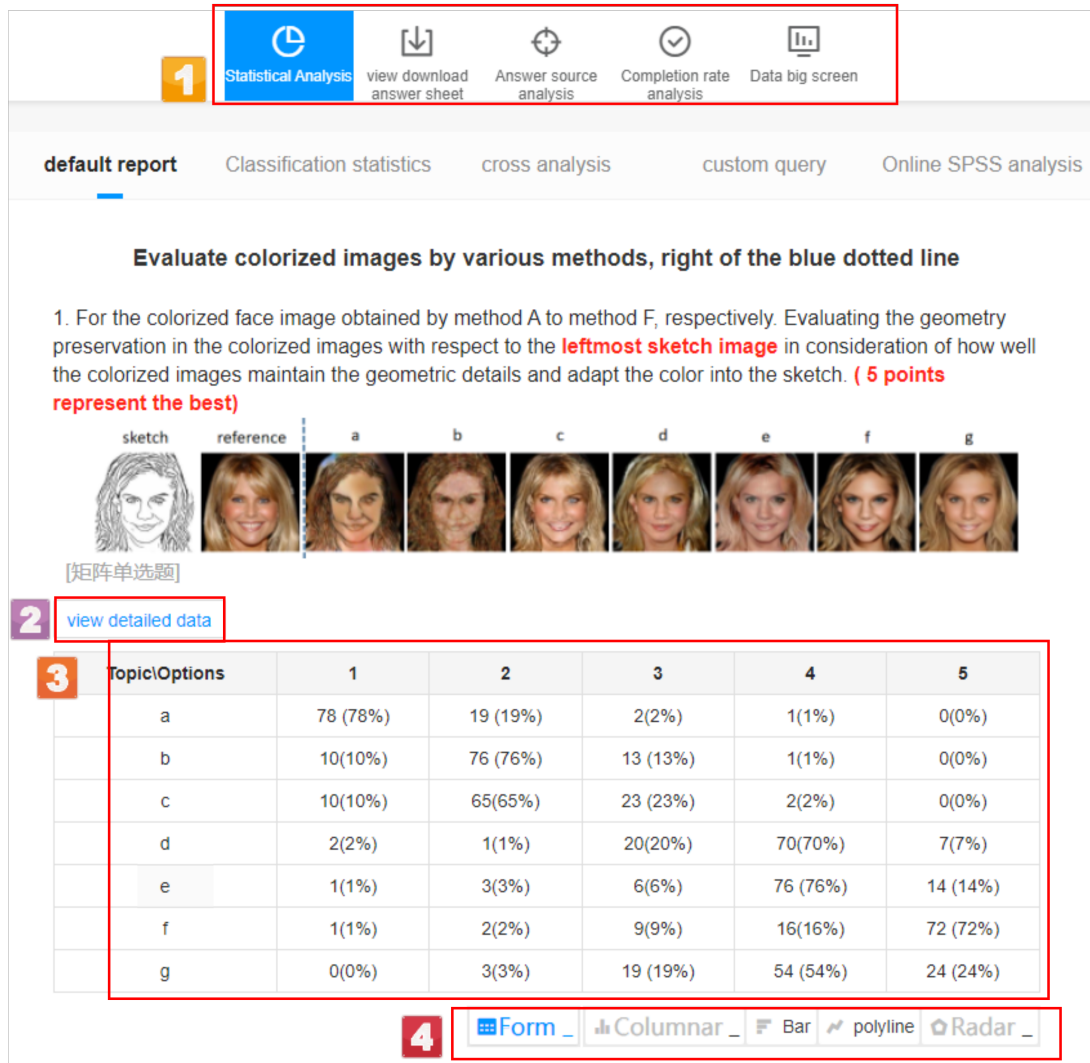 1
Statistical Analysis
view download
answer sheet
Answer source
analysis
Completion rate
analysis
Data big screen
default report
Classification statistics
cross analysis
custom query
Online SPSS analysis
Evaluate colorized images by various methods, right of the blue dotted line
1. For the colorized face image obtained by method A to method F, respectively. Evaluating the geometry
preservation in the colorized images with respect to the leftmost sketch image in consideration of how well
the colorized images maintain the geometric details and adapt the color into the sketch. ( 5 points
represent the best)
sketch reference a b c d e f g
[矩阵单选题]
2 view detailed data
3 Topic\Options 1 2 3 4 5
a 78 (78%) 19 (19%) 2(2%) 1(1%) 0(0%)
b 10(10%) 76 (76%) 13 (13%) 1(1%) 0(0%)
c 10(10%) 65(65%) 23 (23%) 2(2%) 0(0%)
d 2(2%) 1(1%) 20(20%) 70(70%) 7(7%)
e 1(1%) 3(3%) 6(6%) 76 (76%) 14 (14%)
f 1(1%) 2(2%) 9(9%) 16(16%) 72 (72%)
g 0(0%) 3(3%) 19 (19%) 54 (54%) 24 (24%)
4 Form _ Columnar _ Bar polyline Radar _